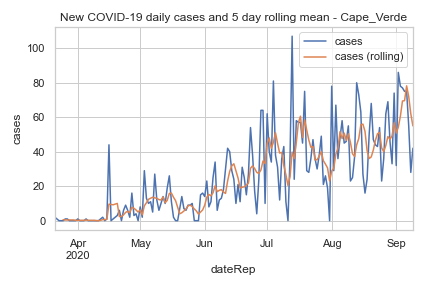 New COVID-19 daily cases and 5 day rolling mean - Cape_Verde
cases
cases (rolling)
cases
100
80
60
40
20
0
Apr
2020
May
Jun
Jul
Aug
Sep
dateRep